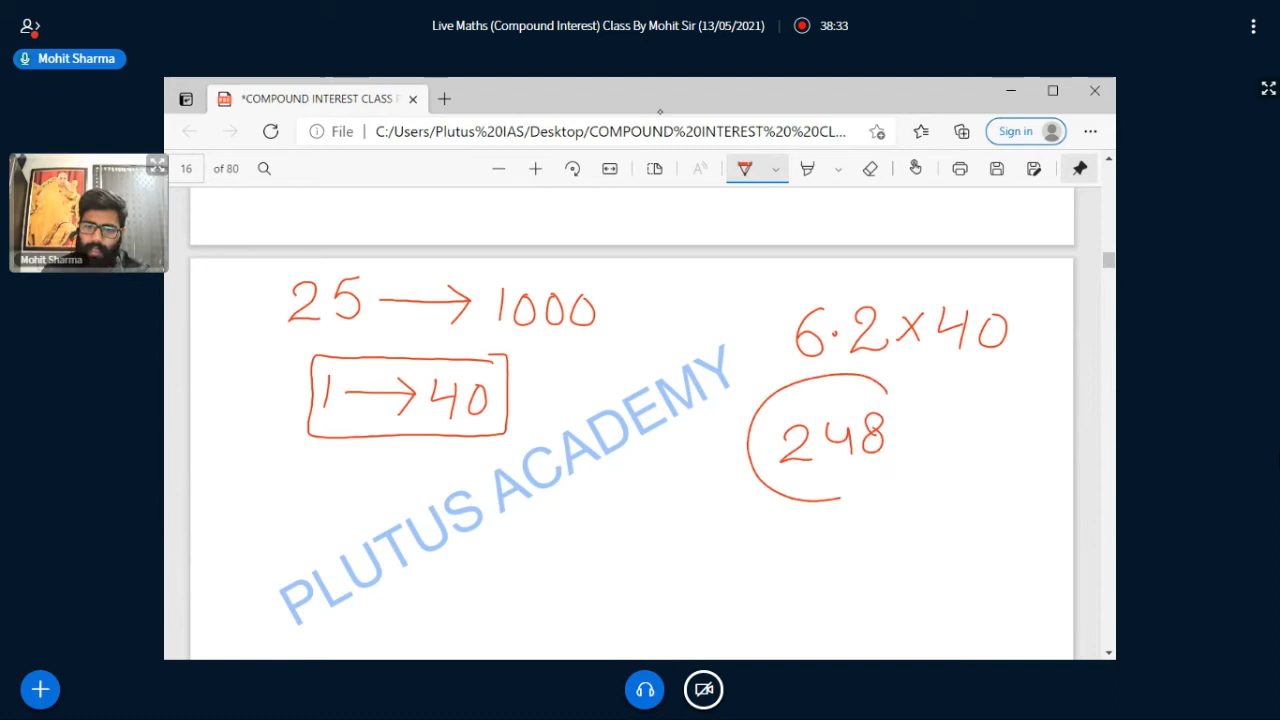 Live Maths (Compound Interest) Class By Mohit Sir (13/05/2021)
38:33
Mohit Sharma
*COMPOUND INTEREST CLASS P
File C:/Users/Plutus%20IAS/Desktop/COMPOUND%20INTEREST%20%20CL...
Sign in
16 of 80
Mohit Sharma
25 → 1000
6.2 × 40
1 → 40
248
PLUTUS ACADEMY